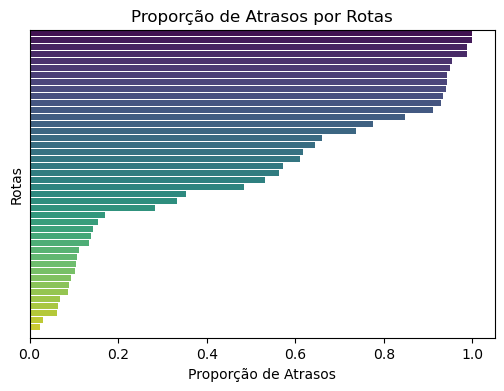 Proporção de Atrasos por Rotas
Rotas
0.0 0.2 0.4 0.6 0.8 1.0
Proporção de Atrasos